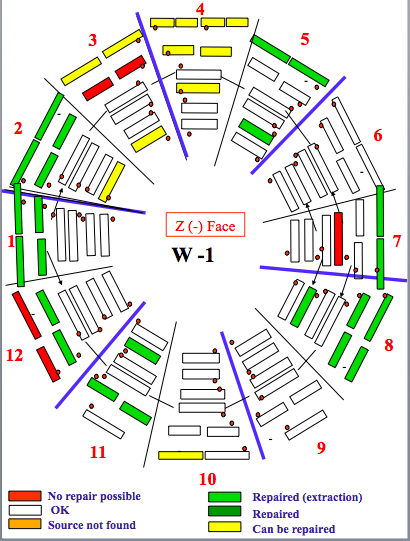 4
3
5
2
6
Z (-) Face
W -1
1
7
12
8
11
9
10
No repair possible
OK
Source not found
Repaired (extraction)
Repaired
Can be repaired